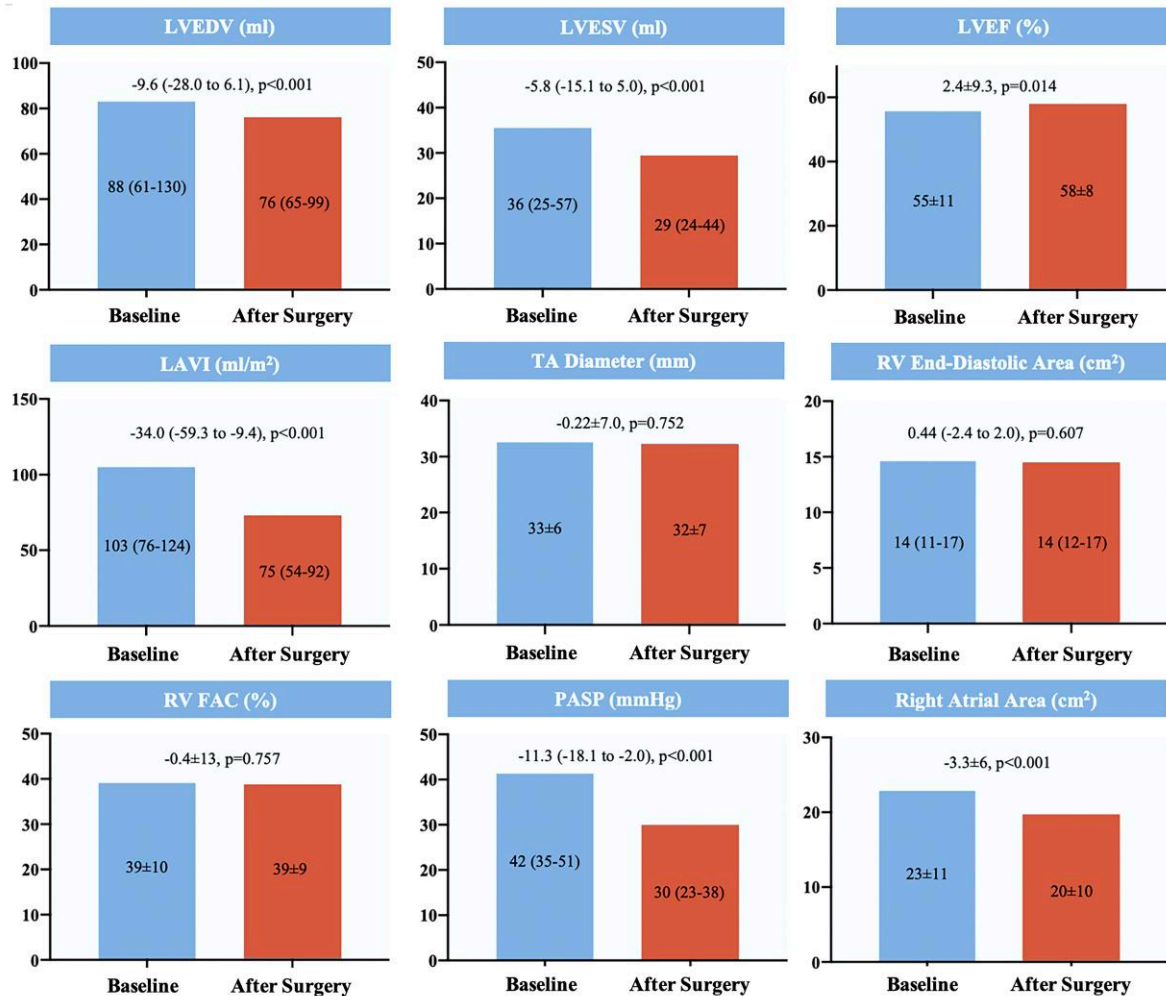 LVEDV (ml)
100
80
60
40
20
0
-9.6 (-28.0 to 6.1), p<0.001
88 (61-130)
76 (65-99)
Baseline
After Surgery
LVESV (ml)
50
40
30
20
10
0
-5.8 (-15.1 to 5.0), p<0.001
36 (25-57)
29 (24-44)
Baseline
After Surgery
LVEF (%)
60
40
20
0
2.4±9.3, p=0.014
55±11
58±8
Baseline
After Surgery
LAVI (ml/m²)
150
100
50
0
-34.0 (-59.3 to -9.4), p<0.001
103 (76-124)
75 (54-92)
Baseline
After Surgery
TA Diameter (mm)
40
30
20
10
0
-0.22±7.0, p=0.752
33±6
32±7
Baseline
After Surgery
RV End-Diastolic Area (cm²)
20
15
10
5
0
0.44 (-2.4 to 2.0), p=0.607
14 (11-17)
14 (12-17)
Baseline
After Surgery
RV FAC (%)
50
40
30
20
10
0
-0.4±13, p=0.757
39±10
39±9
Baseline
After Surgery
PASP (mmHg)
50
40
30
20
10
0
-11.3 (-18.1 to -2.0), p<0.001
42 (35-51)
30 (23-38)
Baseline
After Surgery
Right Atrial Area (cm²)
30
20
10
0
-3.3±6, p<0.001
23±11
20±10
Baseline
After Surgery